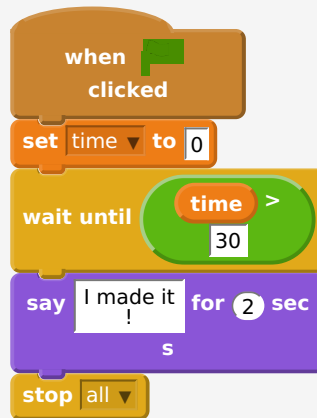 when
clicked
set time to 0
wait until time >
30
say I made it
! for 2 sec
s
stop all